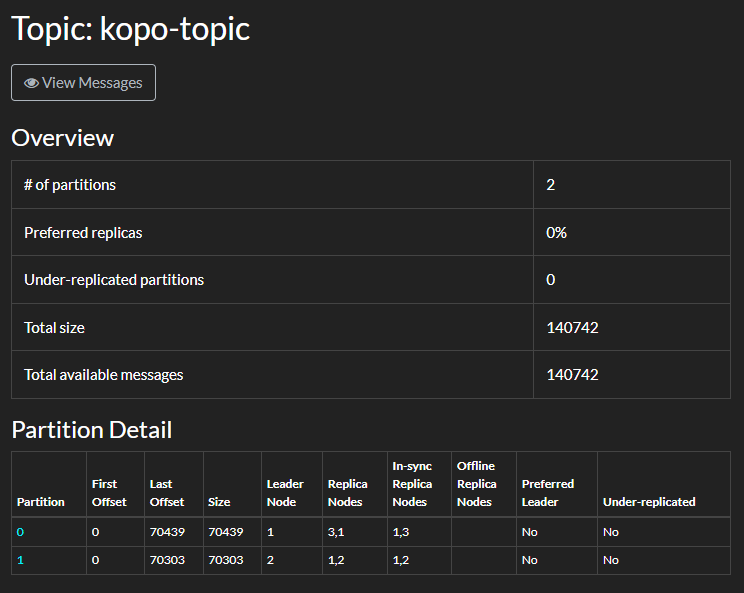 Topic: kopo-topic
View Messages
Overview
# of partitions 2
Preferred replicas 0%
Under-replicated partitions 0
Total size 140742
Total available messages 140742
Partition Detail
Partition First Offset Last Offset Size Leader Node Replica Nodes In-sync Replica Nodes Offline Replica Nodes Preferred Leader Under-replicated
0 0 70439 70439 1 3,1 1,3 No No
1 0 70303 70303 2 1,2 1,2 No No